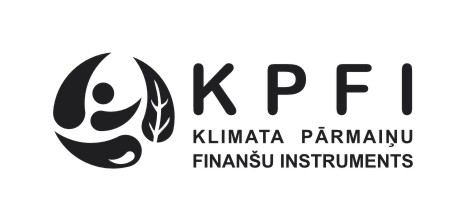 KPFI
KLIMATA PĀRMAIŅU
FINANŠU INSTRUMENTS